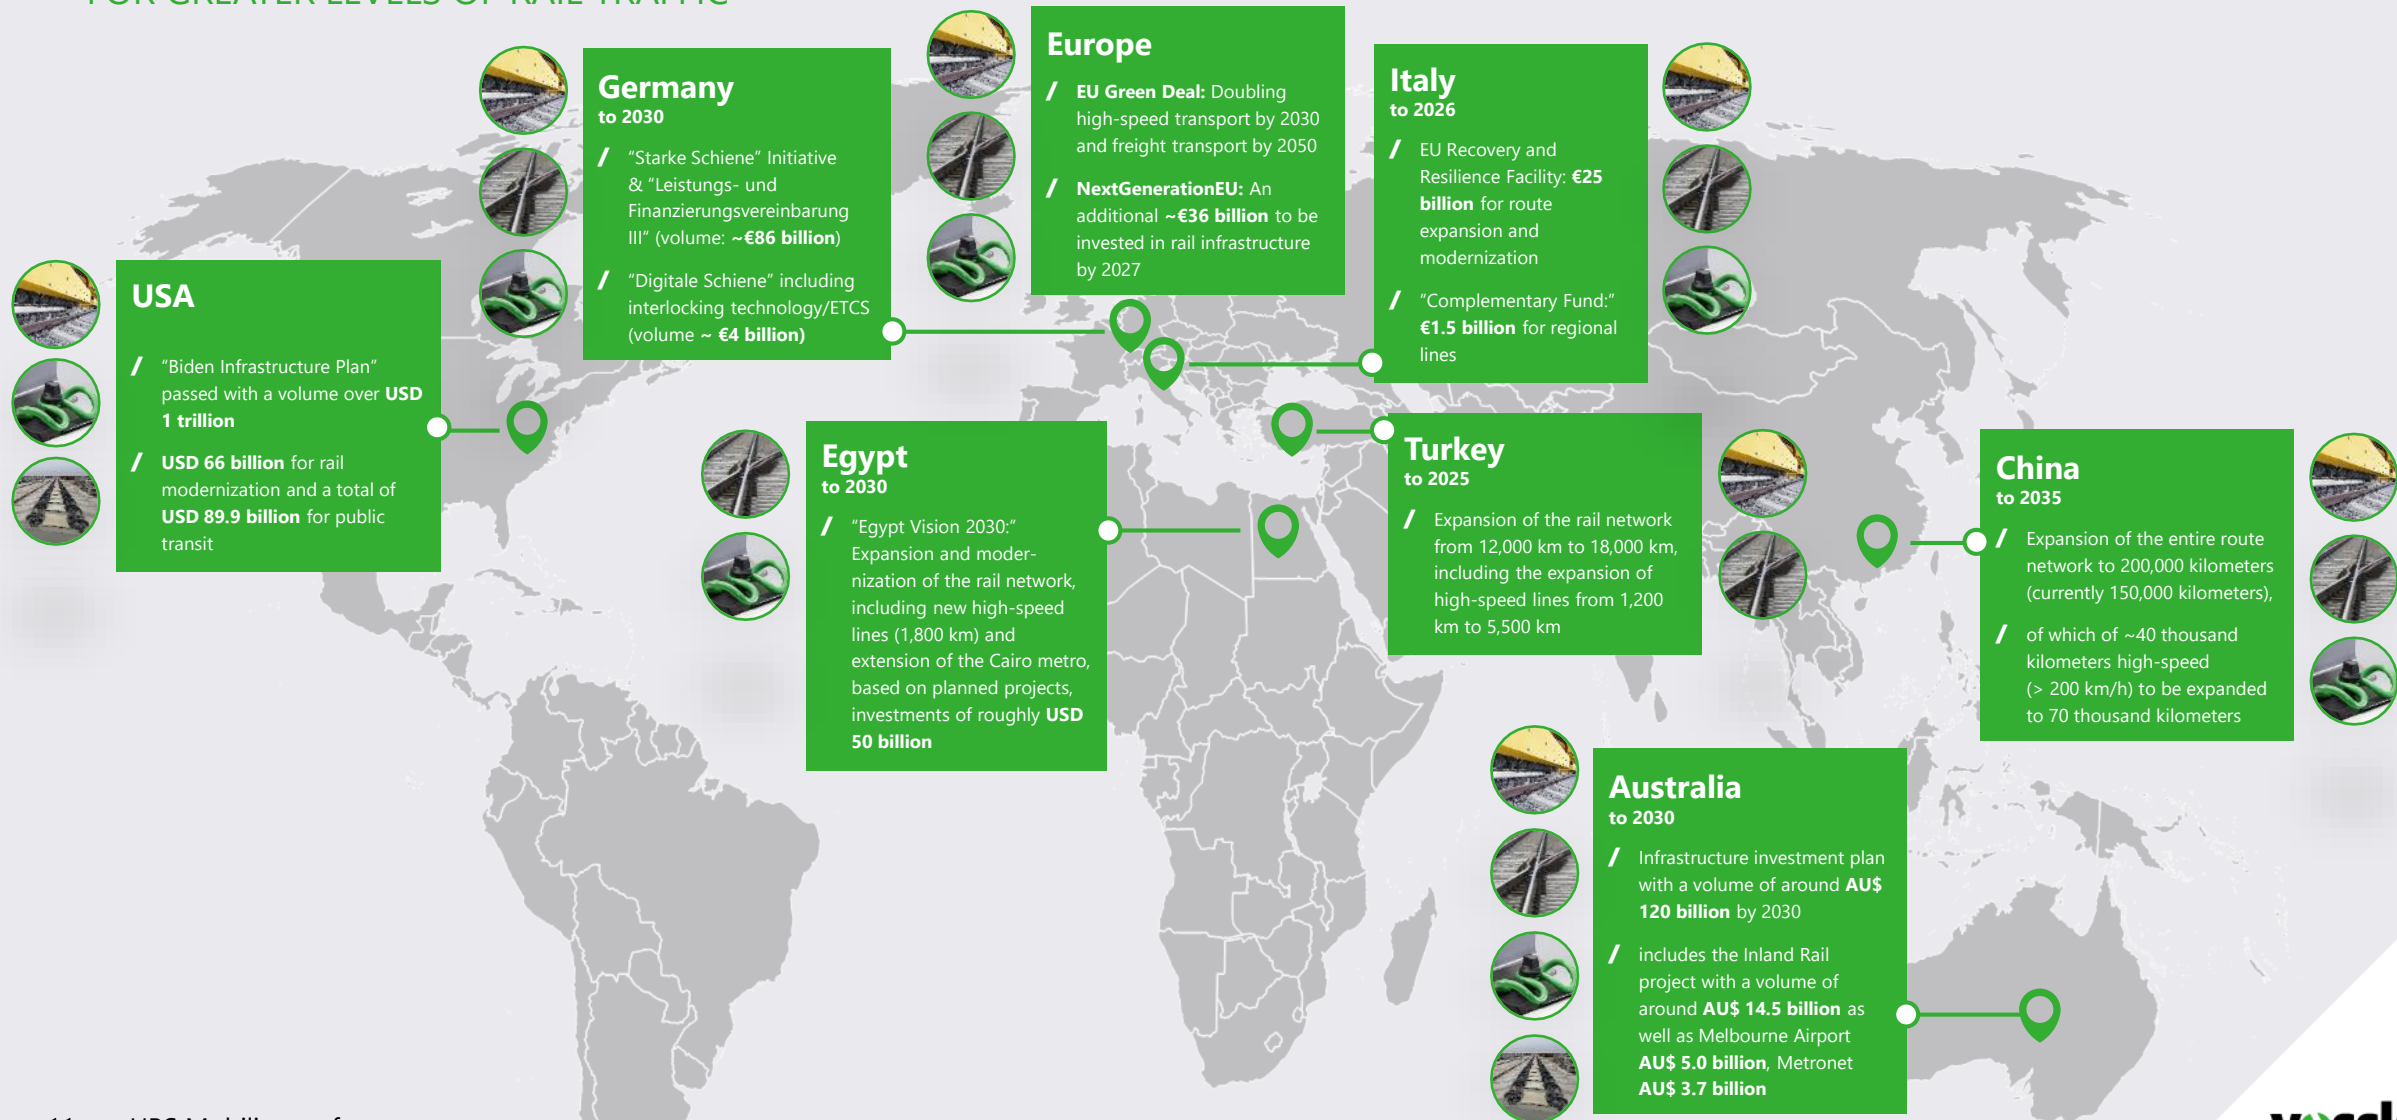 FOR GREATER LEVELS OF RAIL TRAFFIC
Germany
to 2030
/ “Starke Schiene” Initiative
& “Leistungs- und
Finanzierungsvereinbarung
III“ (volume: ~€86 billion)
/ “Digitale Schiene” including
interlocking technology/ETCS
(volume ~ €4 billion)
Europe
/ EU Green Deal: Doubling
high-speed transport by 2030
and freight transport by 2050
/ NextGenerationEU: An
additional ~€36 billion to be
invested in rail infrastructure
by 2027
Italy
to 2026
/ EU Recovery and
Resilience Facility: €25
billion for route
expansion and
modernization
/ “Complementary Fund:”
€1.5 billion for regional
lines
USA
/ “Biden Infrastructure Plan”
passed with a volume over USD
1 trillion
/ USD 66 billion for rail
modernization and a total of
USD 89.9 billion for public
transit
Egypt
to 2030
/ “Egypt Vision 2030:”
Expansion and moder-
nization of the rail network,
including new high-speed
lines (1,800 km) and
extension of the Cairo metro,
based on planned projects,
investments of roughly USD
50 billion
Turkey
to 2025
/ Expansion of the rail network
from 12,000 km to 18,000 km,
including the expansion of
high-speed lines from 1,200
km to 5,500 km
China
to 2035
/ Expansion of the entire route
network to 200,000 kilometers
(currently 150,000 kilometers),
/ of which of ~40 thousand
kilometers high-speed
(> 200 km/h) to be expanded
to 70 thousand kilometers
Australia
to 2030
/ Infrastructure investment plan
with a volume of around AU$
120 billion by 2030
/ includes the Inland Rail
project with a volume of
around AU$ 14.5 billion as
well as Melbourne Airport
AU$ 5.0 billion, Metronet
AU$ 3.7 billion